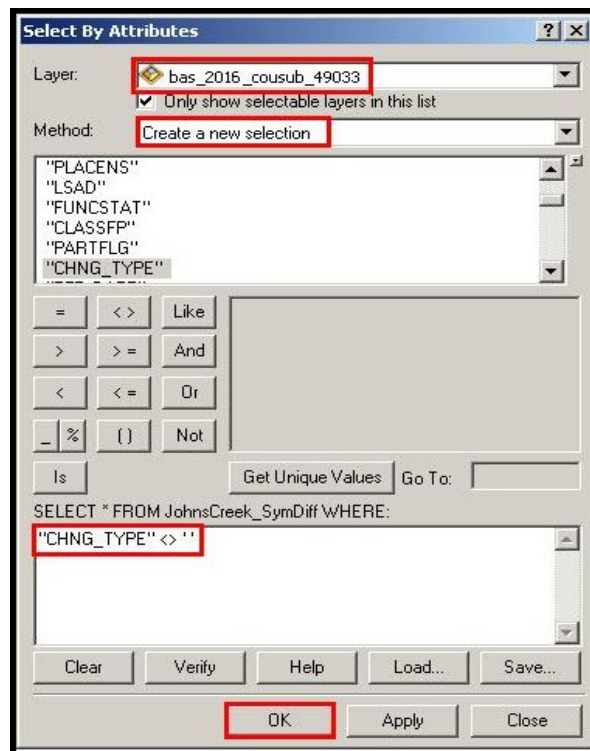 Select By Attributes ? ×
Layer: bas_2016_cousub_49033
Only show selectable layers in this list
Method: Create a new selection
"PLACENS"
"LSAD"
"FUNCSTAT"
"CLASSFP"
"PARTFLG"
"CHNG_TYPE"
= <> Like
> >= And
< <= Or
_ % () Not
Is Get Unique Values Go To:
SELECT * FROM JohnsCreek_SymDiff WHERE:
"CHNG_TYPE" <> ''
Clear Verify Help Load... Save...
OK Apply Close